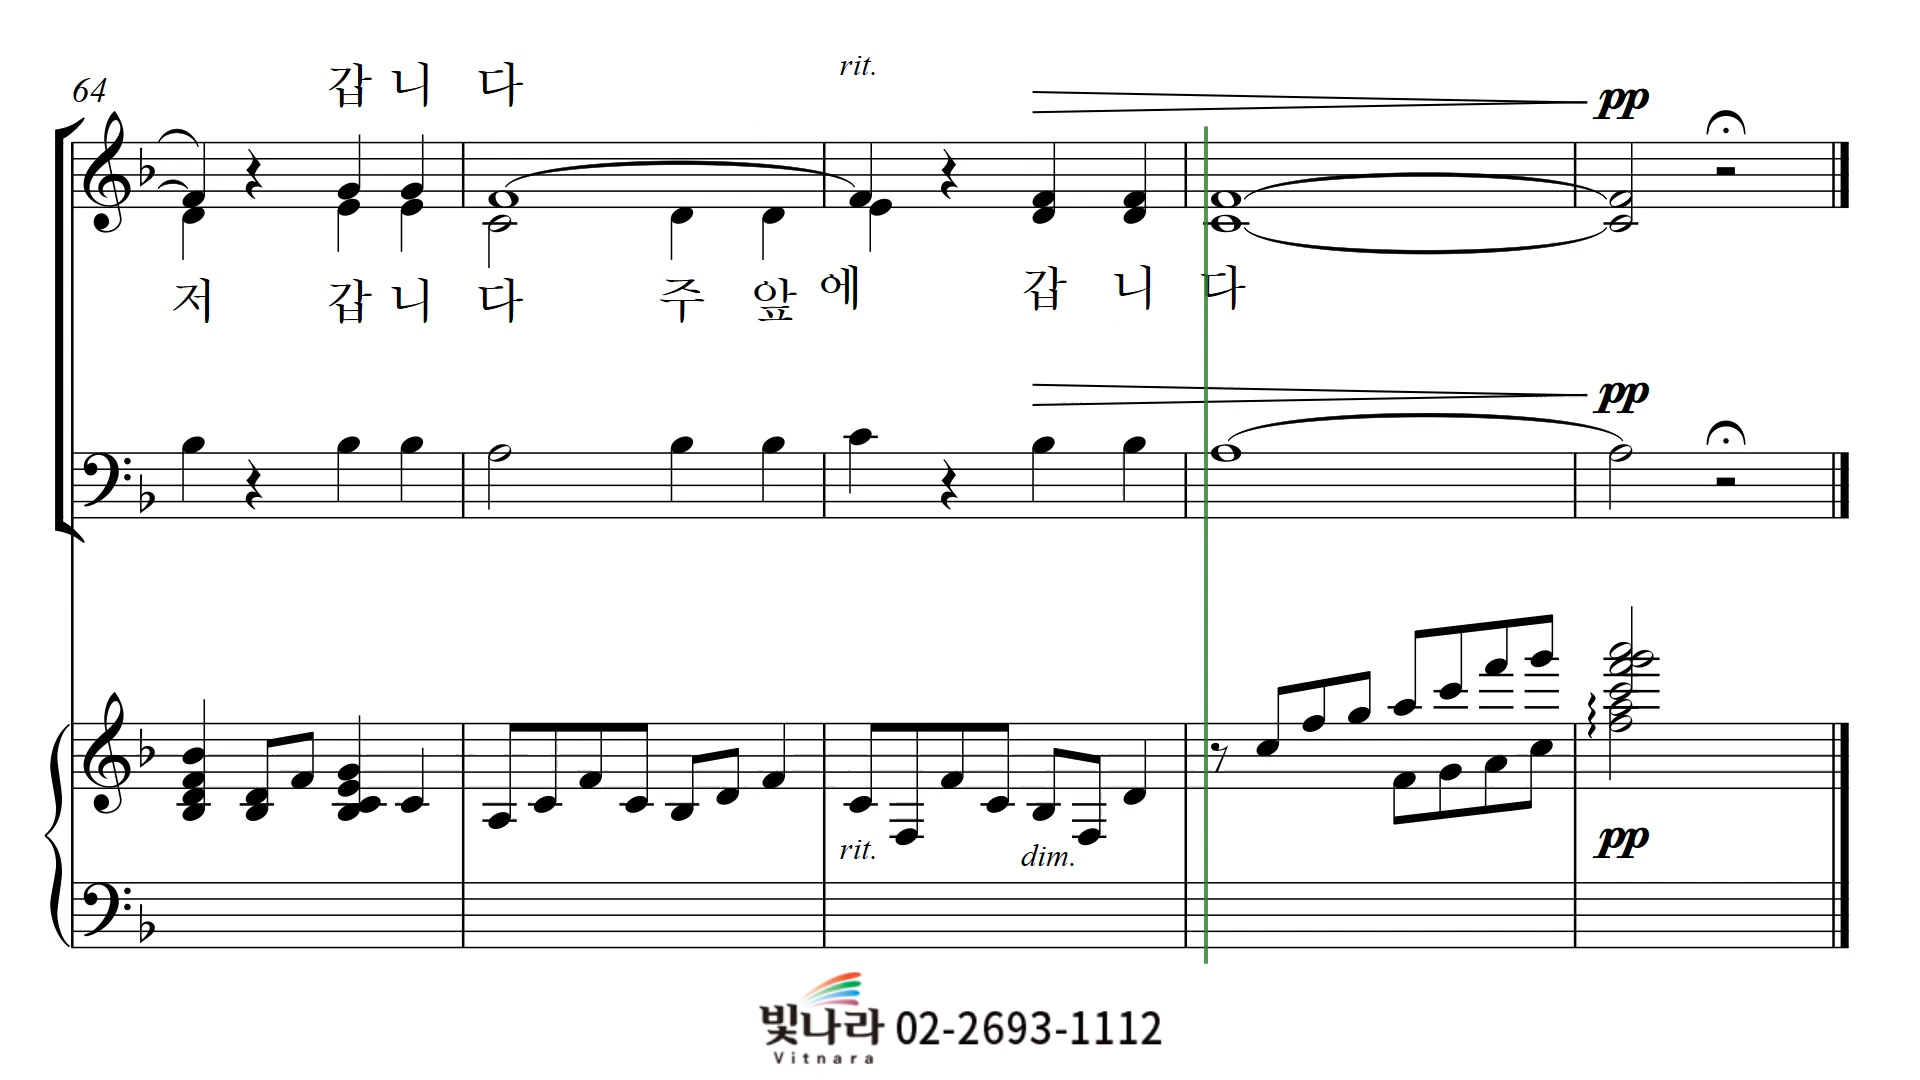 64
갑 니 다
rit.
pp
저 갑 니 다 주 앞 에 갑 니 다
pp
rit.
dim.
pp
빛나라 02-2693-1112
Vitnara